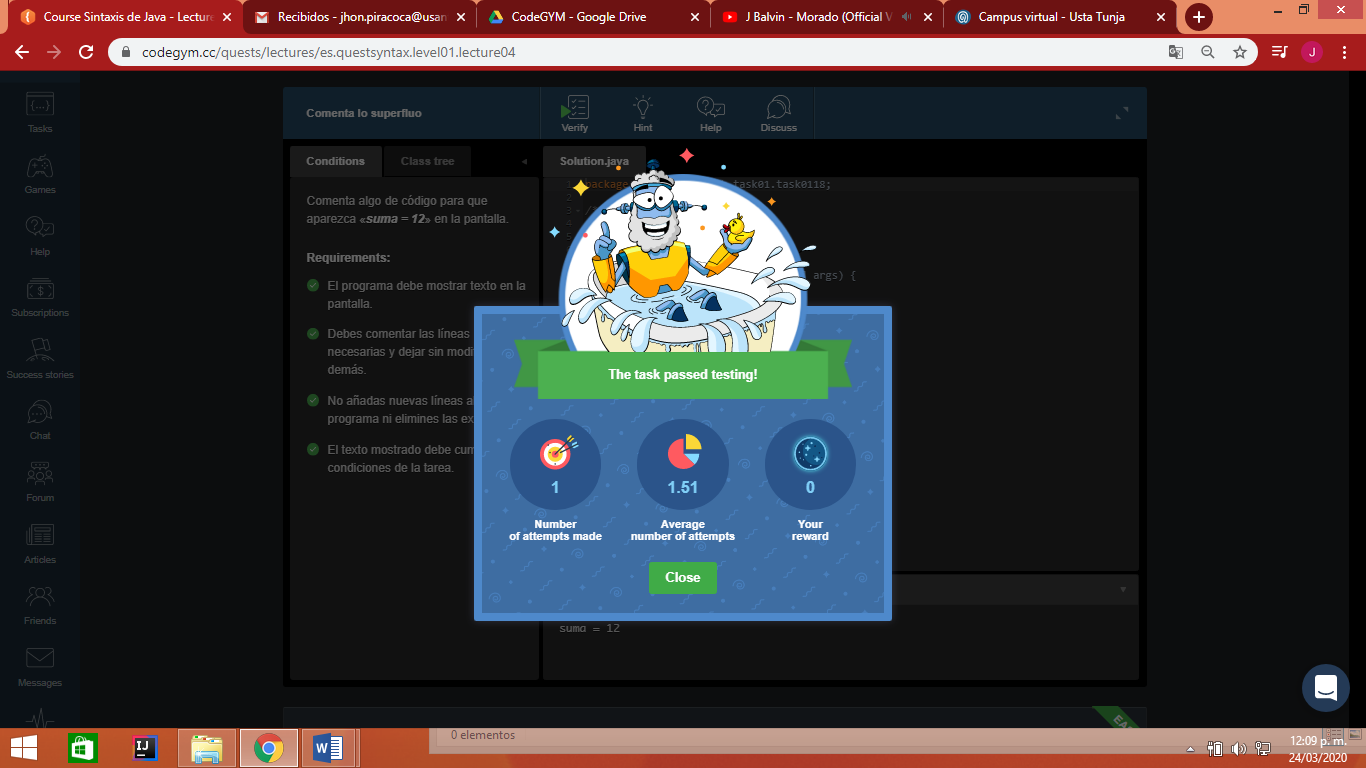 Course Sintaxis de Java - Lecture
Recibidos - jhon.piracoca@usan
CodeGYM - Google Drive
J Balvin - Morado (Official V
Campus virtual - Usta Tunja
codegym.cc/quests/lectures/es.questsyntax.level01.lecture04
J
Tasks
Games
Help
Subscriptions
Success stories
Chat
Forum
Articles
Friends
Messages
Comenta lo superfluo
Verify
Hint
Help
Discuss
Conditions
Class tree
Solution.java
Comenta algo de código para que
aparezca «suma = 12» en la pantalla.
Requirements:
El programa debe mostrar texto en la
pantalla.
Debes comentar las líneas
necesarias y dejar sin modi
demás.
No añadas nuevas líneas a
programa ni elimines las ex
El texto mostrado debe cum
condiciones de la tarea.
1 package task01.task0118;
2
3
args) {
The task passed testing!
1
Number
of attempts made
1.51
Average
number of attempts
0
Your
reward
Close
suma = 12
EA
0 elementos
12:09 p. m.
24/03/2020